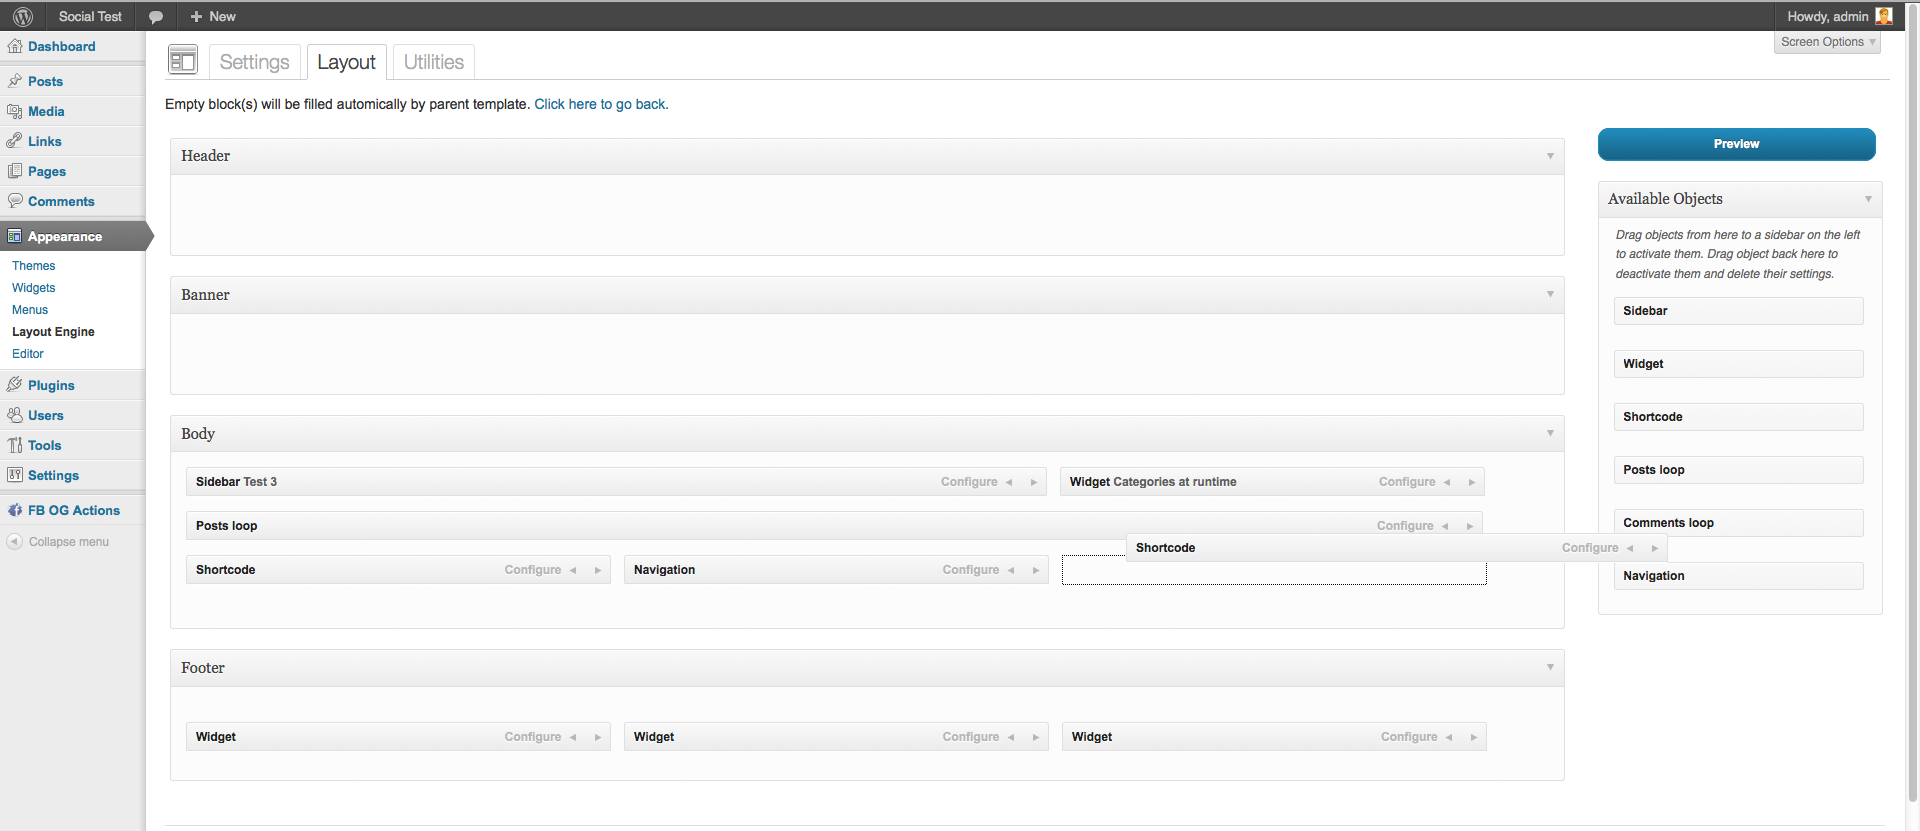 Social Test
New
Howdy, admin
Screen Options
Dashboard
Posts
Media
Links
Pages
Comments
Appearance
Themes
Widgets
Menus
Layout Engine
Editor
Plugins
Users
Tools
Settings
FB OG Actions
Collapse menu
Settings Layout Utilities
Empty block(s) will be filled automically by parent template. Click here to go back.
Header
Banner
Body
Sidebar Test 3 Configure
Widget Categories at runtime Configure
Posts loop Configure
Shortcode Configure
Shortcode Configure
Navigation Configure
Footer
Widget Configure
Widget Configure
Widget Configure
Preview
Available Objects
Drag objects from here to a sidebar on the left
to activate them. Drag object back here to
deactivate them and delete their settings.
Sidebar
Widget
Shortcode
Posts loop
Comments loop
Navigation